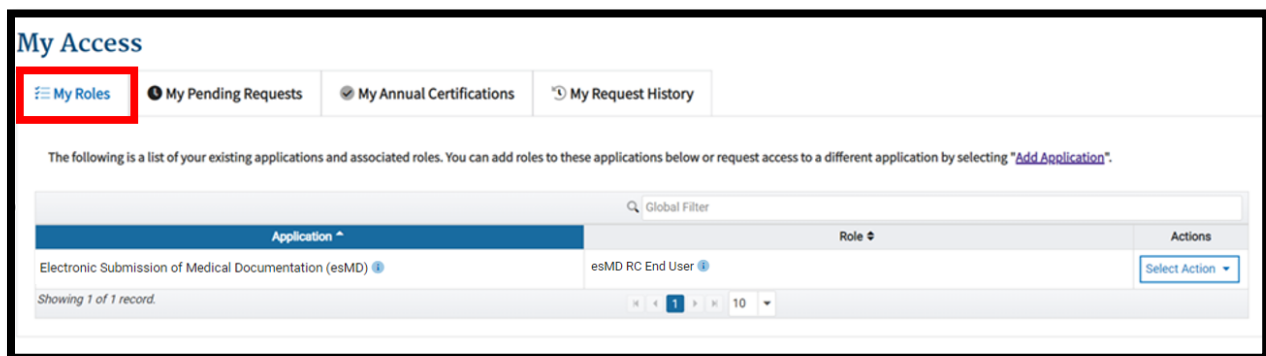 My Access
My Roles
My Pending Requests
My Annual Certifications
My Request History
The following is a list of your existing applications and associated roles. You can add roles to these applications below or request access to a different application by selecting "Add Application".
Global Filter
Application Role Actions
Electronic Submission of Medical Documentation (esMD) esMD RC End User Select Action
Showing 1 of 1 record. 1 10